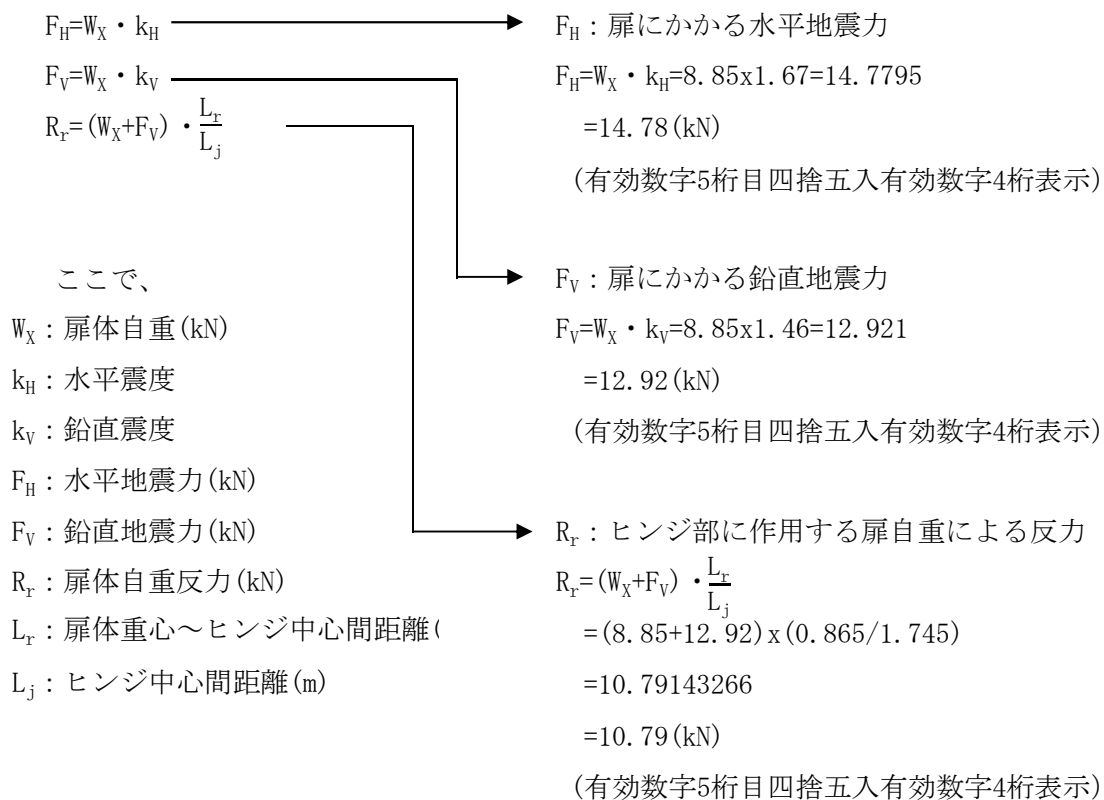 F_H=W_X・k_H
F_V=W_X・k_V
R_r=(W_X+F_V)・L_r/L_j
ここで、
W_X：扉体自重(kN)
k_H：水平震度
k_V：鉛直震度
F_H：水平地震力(kN)
F_V：鉛直地震力(kN)
R_r：扉体自重反力(kN)
L_r：扉体重心～ヒンジ中心間距離(
L_j：ヒンジ中心間距離(m)
F_H：扉にかかる水平地震力
F_H=W_X・k_H=8.85x1.67=14.7795
=14.78(kN)
(有効数字5桁目四捨五入有効数字4桁表示)
F_V：扉にかかる鉛直地震力
F_V=W_X・k_V=8.85x1.46=12.921
=12.92(kN)
(有効数字5桁目四捨五入有効数字4桁表示)
R_r：ヒンジ部に作用する扉自重による反力
R_r=(W_X+F_V)・L_r/L_j
=(8.85+12.92)x(0.865/1.745)
=10.79143266
=10.79(kN)
(有効数字5桁目四捨五入有効数字4桁表示)